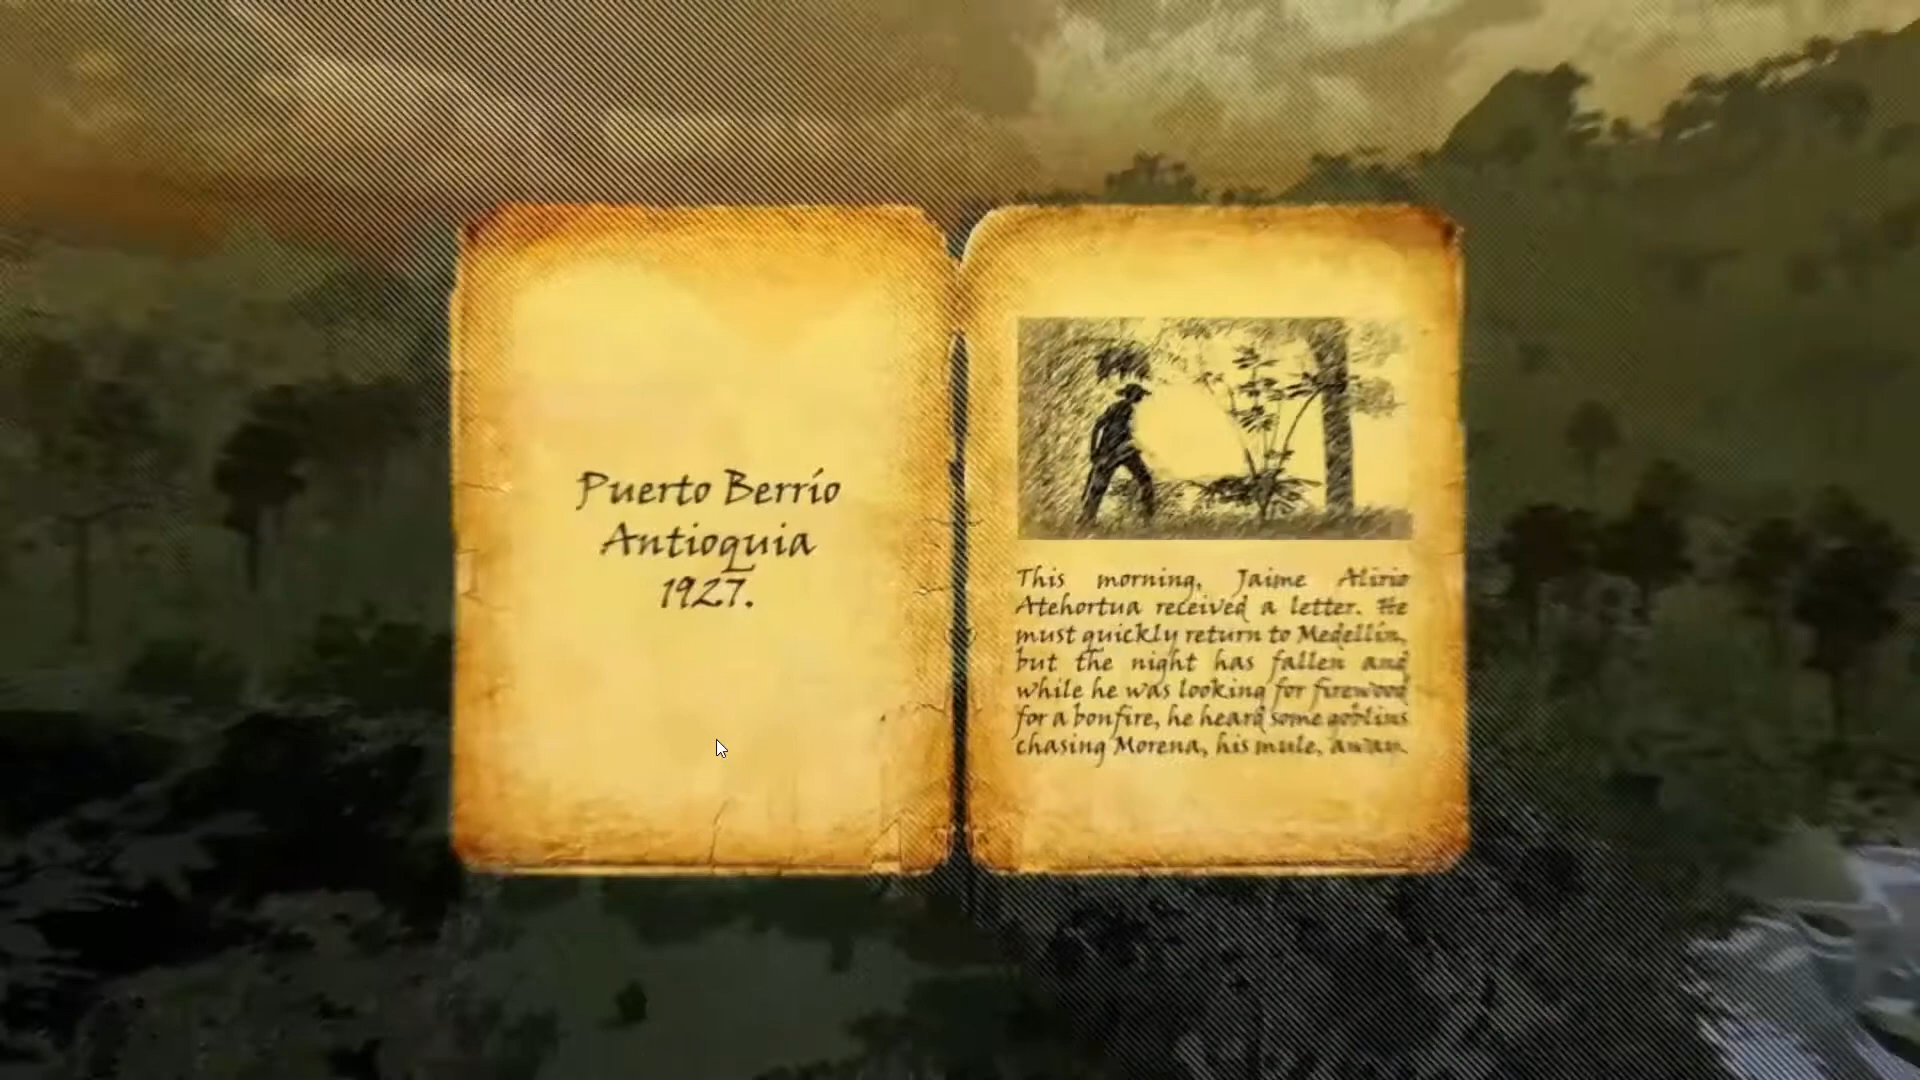 Puerto Berrío
Antioquia
1927.
This morning, Jaime Alirio
Atehortua received a letter. He
must quickly return to Medellín,
but the night has fallen and
while he was looking for firewood
for a bonfire, he heard some goblins
chasing Morena, his mule, away.